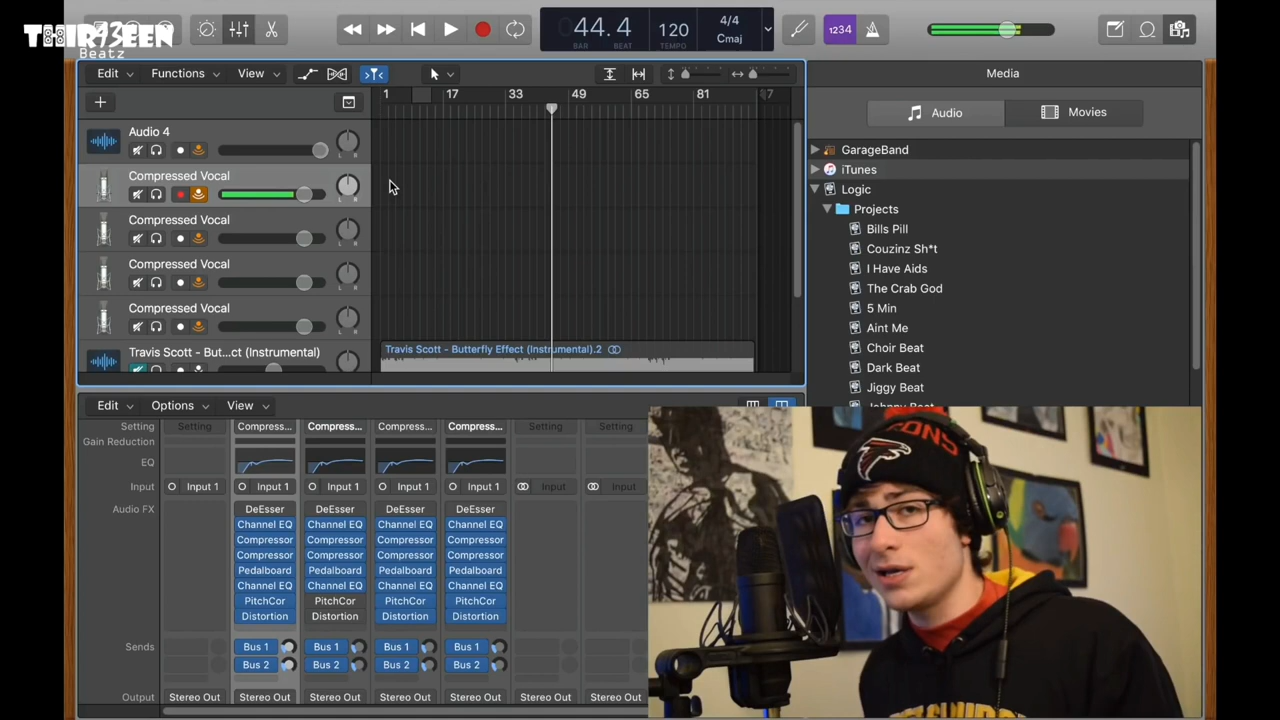 THIR13EEN
Beatz
44.4
BAR BEAT
120
TEMPO
4/4
Cmaj
1234
Edit Functions View
1 17 33 49 65 81
Audio 4
L R
Compressed Vocal
L R
Compressed Vocal
L R
Compressed Vocal
L R
Compressed Vocal
L R
Travis Scott - But...ct (Instrumental)
Travis Scott - Butterfly Effect (Instrumental).2
Media
Audio Movies
GarageBand
iTunes
Logic
Projects
Bills Pill
Couzinz Sh*t
I Have Aids
The Crab God
5 Min
Aint Me
Choir Beat
Dark Beat
Jiggy Beat
Edit Options View
Setting Setting Compress... Compress... Compress... Compress... Setting Setting
Gain Reduction
EQ
Input Input 1 Input 1 Input 1 Input 1 Input 1 Input Input
Audio FX DeEsser DeEsser DeEsser DeEsser
Channel EQ Channel EQ Channel EQ Channel EQ
Compressor Compressor Compressor Compressor
Compressor Compressor Compressor Compressor
Pedalboard Pedalboard Pedalboard Pedalboard
Channel EQ Channel EQ Channel EQ Channel EQ
PitchCor PitchCor PitchCor PitchCor
Distortion Distortion Distortion Distortion
Sends Bus 1 Bus 1 Bus 1 Bus 1
Bus 2 Bus 2 Bus 2 Bus 2
Output Stereo Out Stereo Out Stereo Out Stereo Out Stereo Out Stereo Out Stereo Out